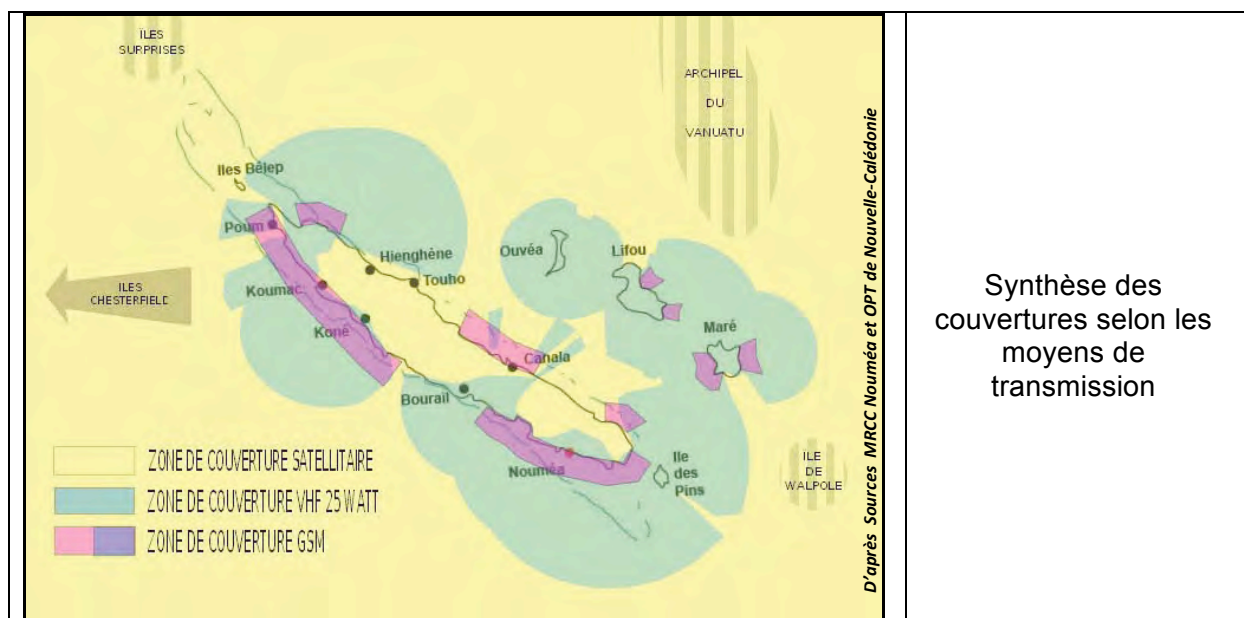 ILES
SURPRISES
ARCHIPEL
DU
VANUATU
Iles Bêlep
Poum
Hienghène
Touho
Ouvéa
Lifou
ILES
CHESTERFIELD
Koumac
Koné
Maré
Canala
Bourail
Nouméa
Ile
des
Pins
ILE
DE
WALPOLE
ZONE DE COUVERTURE SATELLITAIRE
ZONE DE COUVERTURE VHF 25 WATT
ZONE DE COUVERTURE GSM
D'après Sources MRCC Nouméa et OPT de Nouvelle-Calédonie
Synthèse des
couvertures selon les
moyens de
transmission